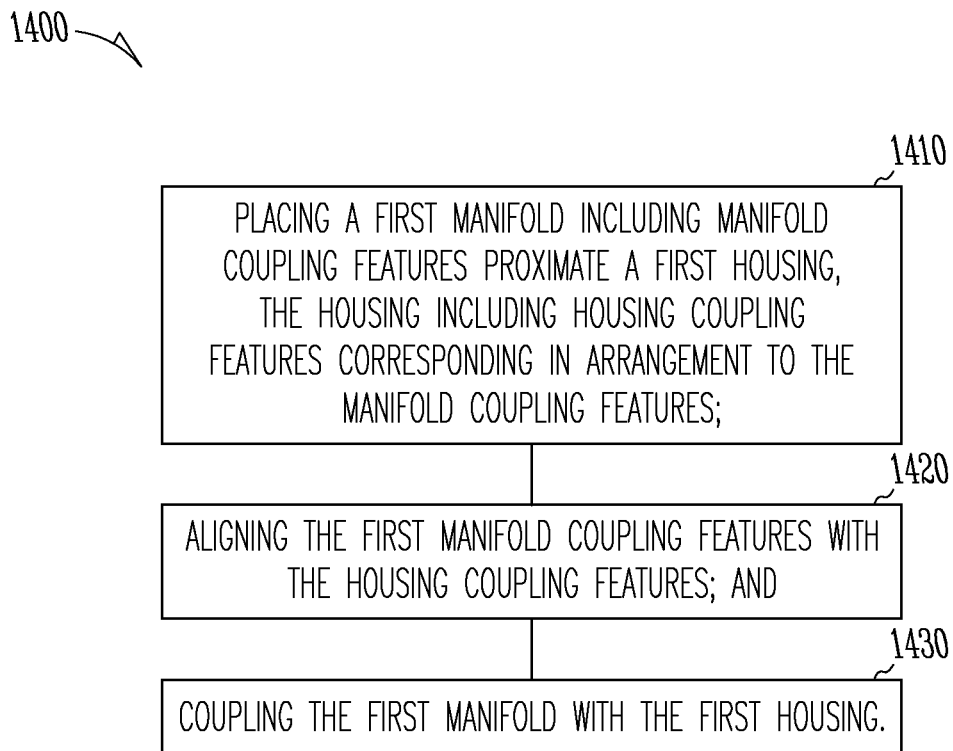 1400
1410
PLACING A FIRST MANIFOLD INCLUDING MANIFOLD
COUPLING FEATURES PROXIMATE A FIRST HOUSING,
THE HOUSING INCLUDING HOUSING COUPLING
FEATURES CORRESPONDING IN ARRANGEMENT TO THE
MANIFOLD COUPLING FEATURES;
1420
ALIGNING THE FIRST MANIFOLD COUPLING FEATURES WITH
THE HOUSING COUPLING FEATURES; AND
1430
COUPLING THE FIRST MANIFOLD WITH THE FIRST HOUSING.